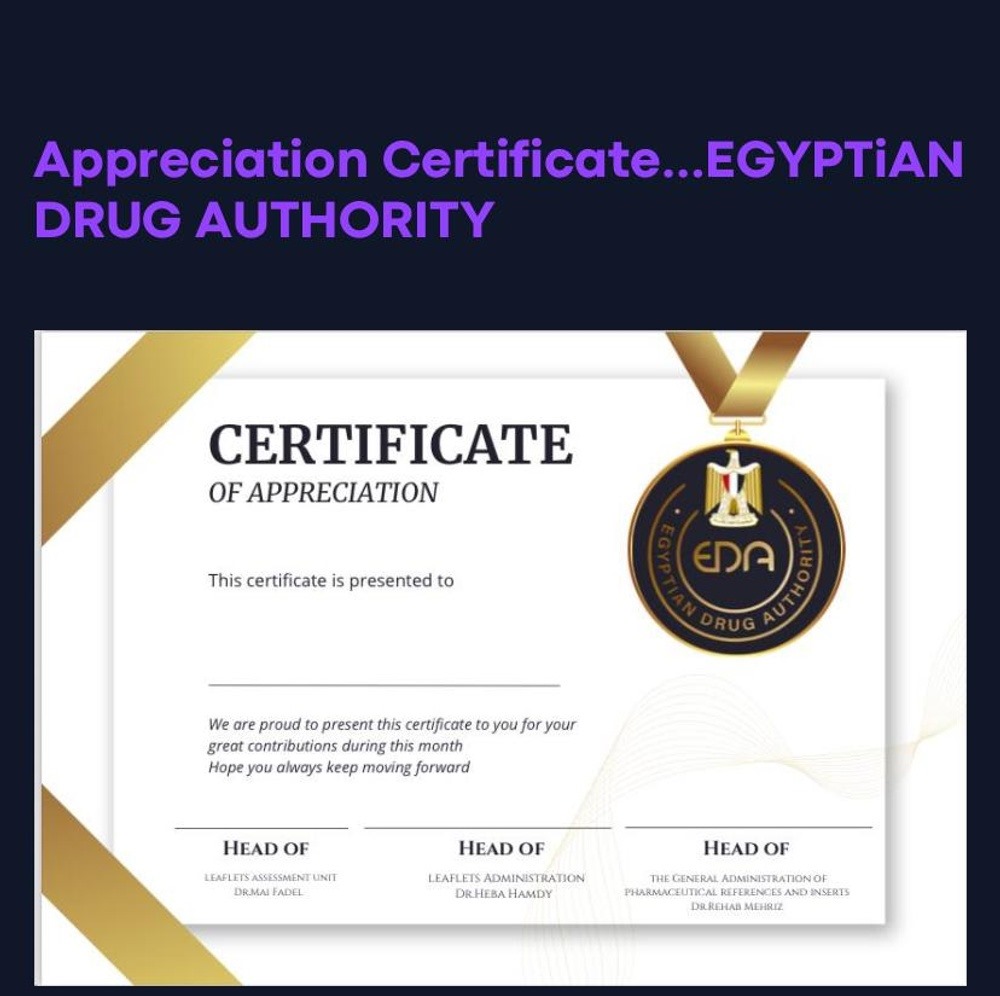 Appreciation Certificate...EGYPTiAN
DRUG AUTHORITY
CERTIFICATE
OF APPRECIATION
EDA
EGYPTIAN DRUG AUTHORITY
This certificate is presented to
We are proud to present this certificate to you for your
great contributions during this month
Hope you always keep moving forward
HEAD OF
LEAFLETS ASSESSMENT UNIT
DR.MAI FADEL
HEAD OF
LEAFLETS ADMINISTRATION
DR.HEBA HAMDY
HEAD OF
THE GENERAL ADMINISTRATION OF
PHARMACEUTICAL REFERENCES AND INSERTS
DR.REHAB MEHRIZ